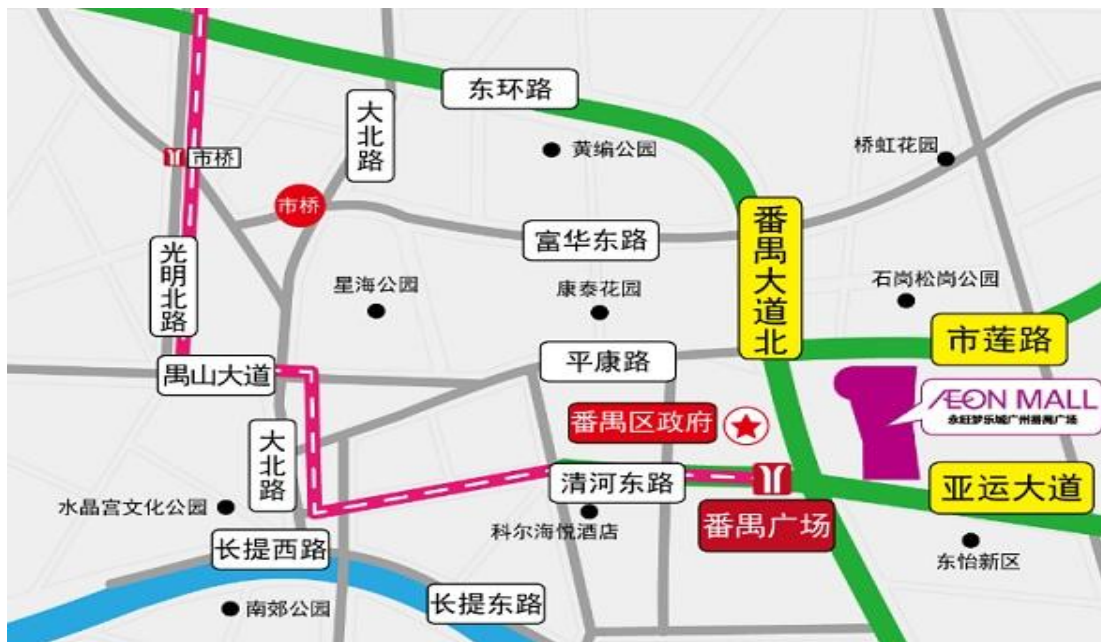 东环路
大北路
黄编公园
桥虹花园
市桥
市桥
番禺大道北
富华东路
光明北路
星海公园
康泰花园
石岗松岗公园
市莲路
平康路
禺山大道
ÆON MALL
永旺梦乐城广州番禺广场
番禺区政府
大北路
清河东路
亚运大道
水晶宫文化公园
科尔海悦酒店
番禺广场
长提西路
东怡新区
南郊公园
长提东路